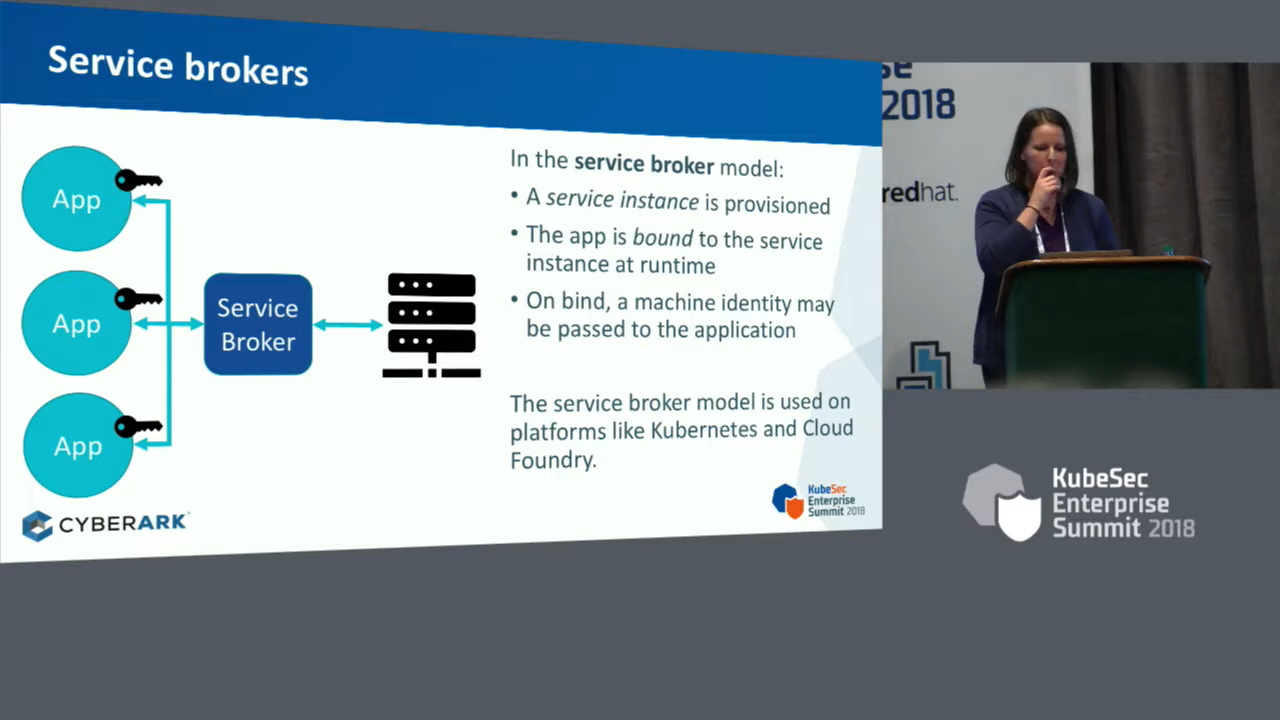 Service brokers
App
App
App
Service
Broker
In the service broker model:
• A service instance is provisioned
• The app is bound to the service
instance at runtime
• On bind, a machine identity may
be passed to the application
The service broker model is used on
platforms like Kubernetes and Cloud
Foundry.
CYBERARK
KubeSec
Enterprise
Summit 2018
2018
redhat.
KubeSec
Enterprise
Summit 2018